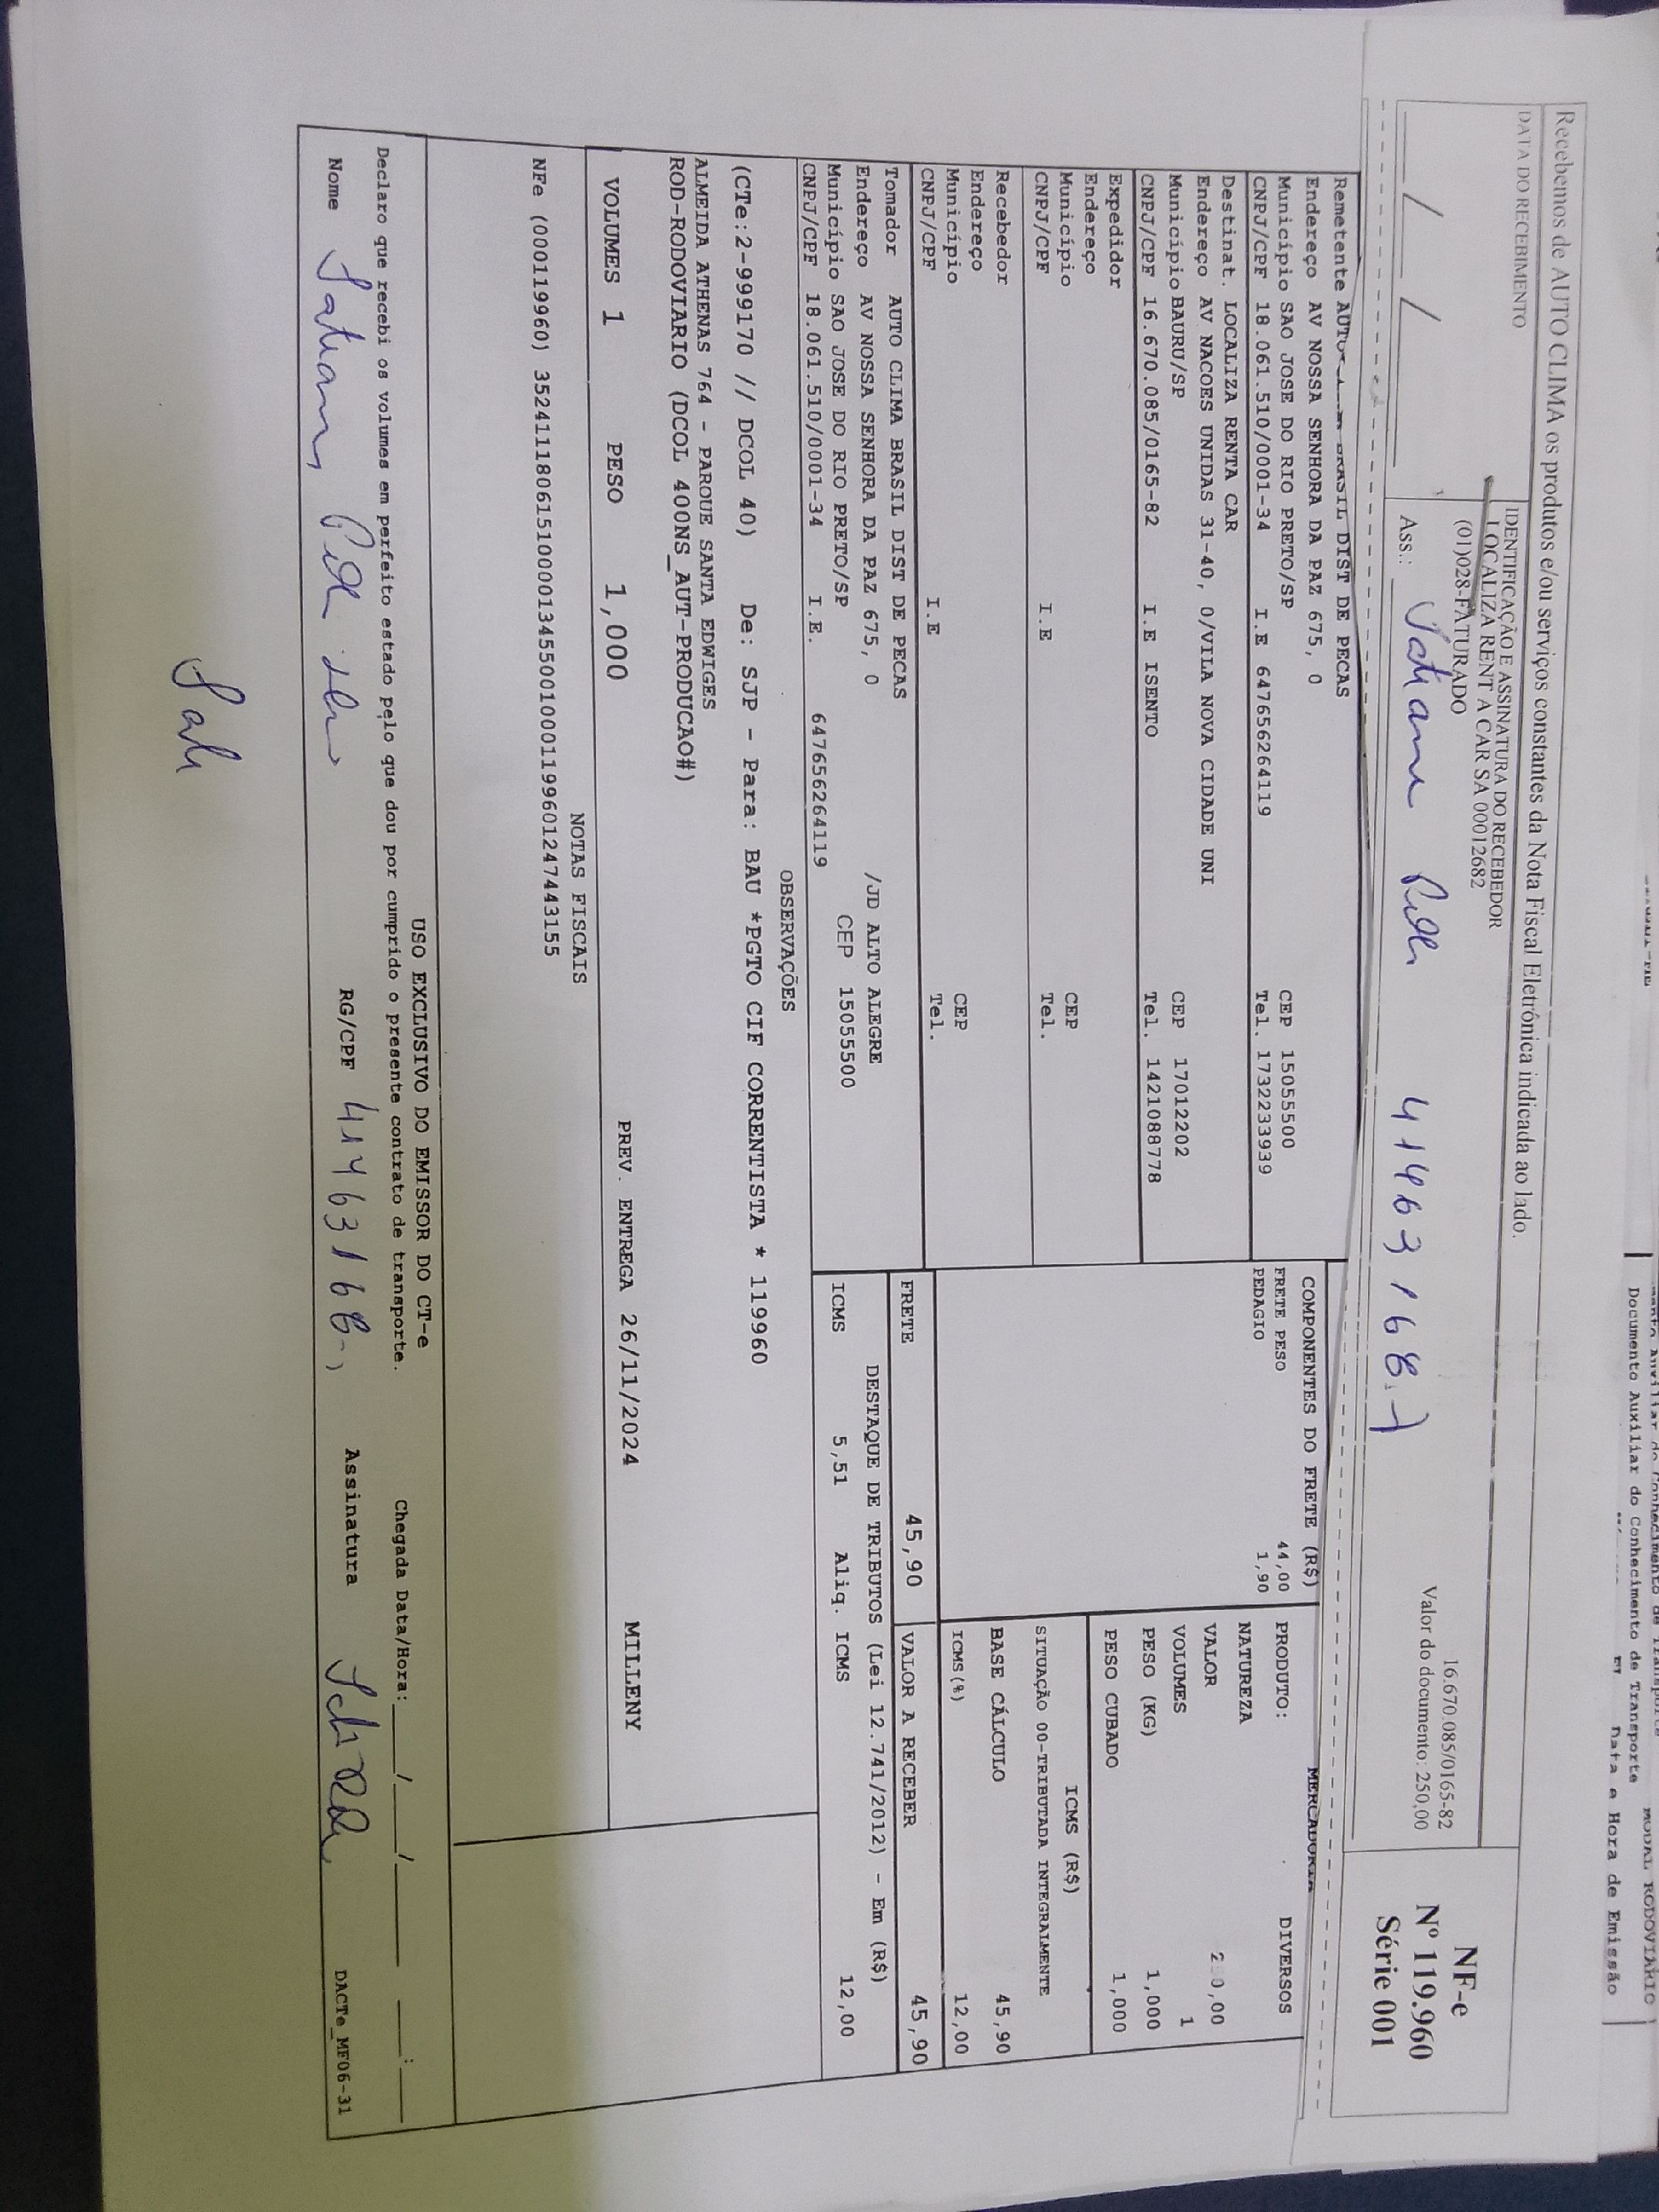 Documento Auxiliar do Conhecimento de Transporte
MODAL RODOVIÁRIO
Data e Hora de Emissão
Recebemos de AUTO CLIMA os produtos e/ou serviços constantes da Nota Fiscal Eletrônica indicada ao lado.
DATA DO RECEBIMENTO
IDENTIFICAÇÃO E ASSINATURA DO RECEBEDOR
LOCALIZA RENT A CAR SA 00012682
16.670.085/0165-82
(01)028-FATURADO
Valor do documento: 250,00
___/___/___
Ass.:
NF-e
Nº 119.960
Série 001
Remetente BRASIL DIST DE PECAS
Endereço AV NOSSA SENHORA DA PAZ 675, 0
Município SAO JOSE DO RIO PRETO/SP CEP 15055500
CNPJ/CPF 18.061.510/0001-34 I.E 647656264119 Tel. 1732233939
Destinat. LOCALIZA RENTA CAR
Endereço AV NACOES UNIDAS 31-40, 0/VILA NOVA CIDADE UNI
Município BAURU/SP CEP 17012202
CNPJ/CPF 16.670.085/0165-82 I.E ISENTO Tel. 1421088778
Expedidor
Endereço
Município CEP
CNPJ/CPF I.E Tel.
Recebedor
Endereço
Município CEP
CNPJ/CPF I.E Tel.
Tomador AUTO CLIMA BRASIL DIST DE PECAS
Endereço AV NOSSA SENHORA DA PAZ 675, 0 /JD ALTO ALEGRE
Município SAO JOSE DO RIO PRETO/SP CEP 15055500
CNPJ/CPF 18.061.510/0001-34 I.E. 647656264119
COMPONENTES DO FRETE (R$)
FRETE PESO 44,00
PEDAGIO 1,90
MERCADORIA
PRODUTO: DIVERSOS
NATUREZA
VALOR
VOLUMES 1
PESO (KG) 1,000
PESO CUBADO 1,000
ICMS (R$)
SITUAÇÃO 00-TRIBUTADA INTEGRALMENTE
BASE CÁLCULO 45,90
ICMS(%) 12,00
FRETE 45,90
VALOR A RECEBER 45,90
DESTAQUE DE TRIBUTOS (Lei 12.741/2012) - Em (R$)
ICMS 5,51 Aliq. ICMS 12,00
OBSERVAÇÕES
(CTe:2-999170 // DCOL 40) De: SJP - Para: BAU *PGTO CIF CORRENTISTA * 119960
ALMEIDA ATHENAS 764 - PARQUE SANTA EDWIGES
ROD-RODOVIARIO (DCOL 400NS_AUT-PRODUCAO#)
VOLUMES 1 PESO 1,000 PREV. ENTREGA 26/11/2024 MILLENY
NOTAS FISCAIS
NFe (000119960) 35241118061510000134550010001199601247443155
USO EXCLUSIVO DO EMISSOR DO CT-e
Declaro que recebi os volumes em perfeito estado pelo que dou por cumprido o presente contrato de transporte. Chegada Data/Hora:____/____/______ ____:____
Nome RG/CPF Assinatura
DACTe_MF06-31